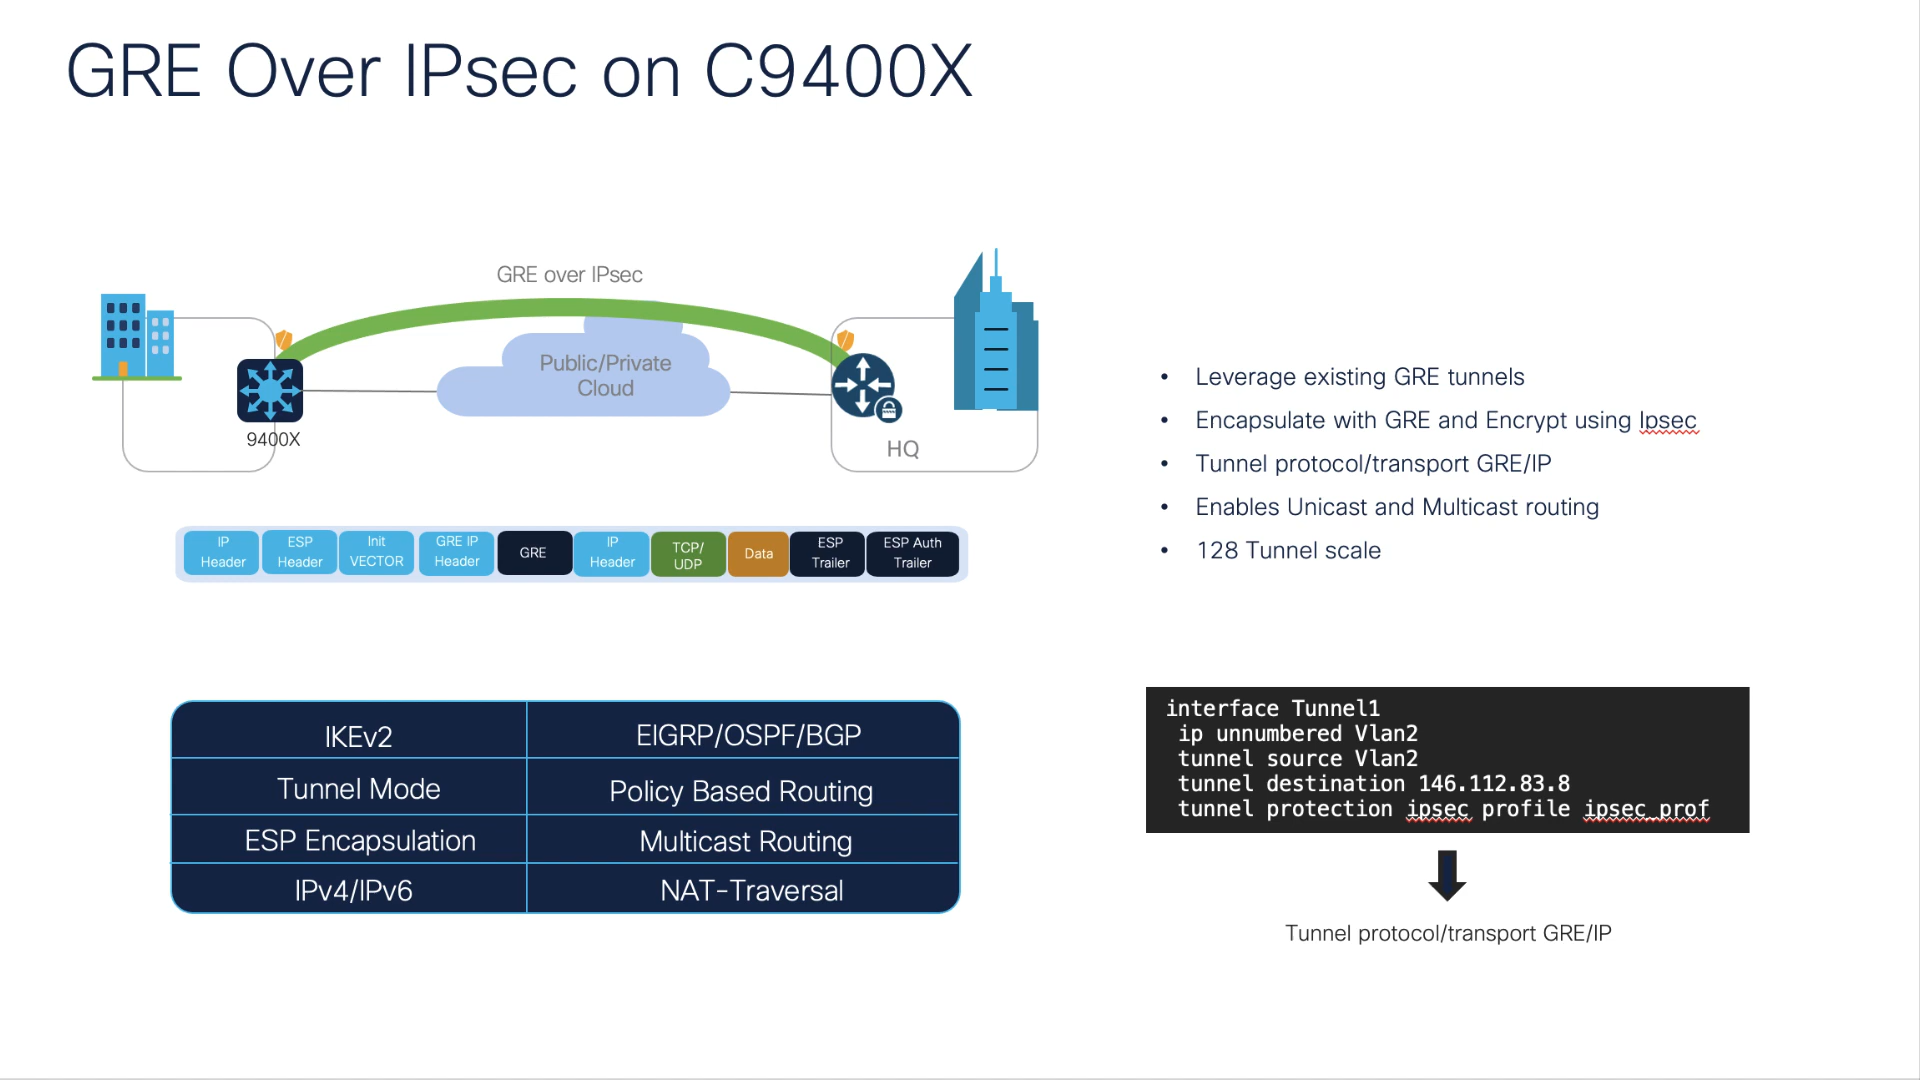 GRE Over IPsec on C9400X
GRE over IPsec
Public/Private
Cloud
9400X
HQ
IP
Header
ESP
Header
Init
VECTOR
GRE IP
Header
GRE
IP
Header
TCP/
UDP
Data
ESP
Trailer
ESP Auth
Trailer
• Leverage existing GRE tunnels
• Encapsulate with GRE and Encrypt using Ipsec
• Tunnel protocol/transport GRE/IP
• Enables Unicast and Multicast routing
• 128 Tunnel scale
IKEv2
EIGRP/OSPF/BGP
Tunnel Mode
Policy Based Routing
ESP Encapsulation
Multicast Routing
IPv4/IPv6
NAT-Traversal
interface Tunnel1
ip unnumbered Vlan2
tunnel source Vlan2
tunnel destination 146.112.83.8
tunnel protection ipsec profile ipsec_prof
Tunnel protocol/transport GRE/IP